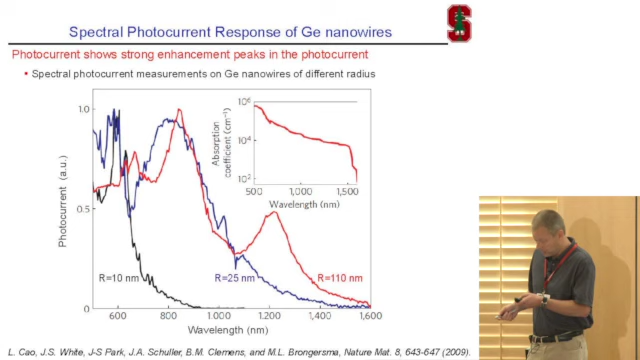 Spectral Photocurrent Response of Ge nanowires
Photocurrent shows strong enhancement peaks in the photocurrent
• Spectral photocurrent measurements on Ge nanowires of different radius
1.0
0.5
0
Photocurrent (a.u.)
R=10 nm
R=25 nm
R=110 nm
600 800 1,000 1,200 1,400 1,600
Wavelength (nm)
Absorption
coefficient (cm⁻¹)
10⁶
10⁴
10²
500 1,000 1,500
Wavelength (nm)
L. Cao, J.S. White, J-S Park, J.A. Schuller, B.M. Clemens, and M.L. Brongersma, Nature Mat. 8, 643-647 (2009).